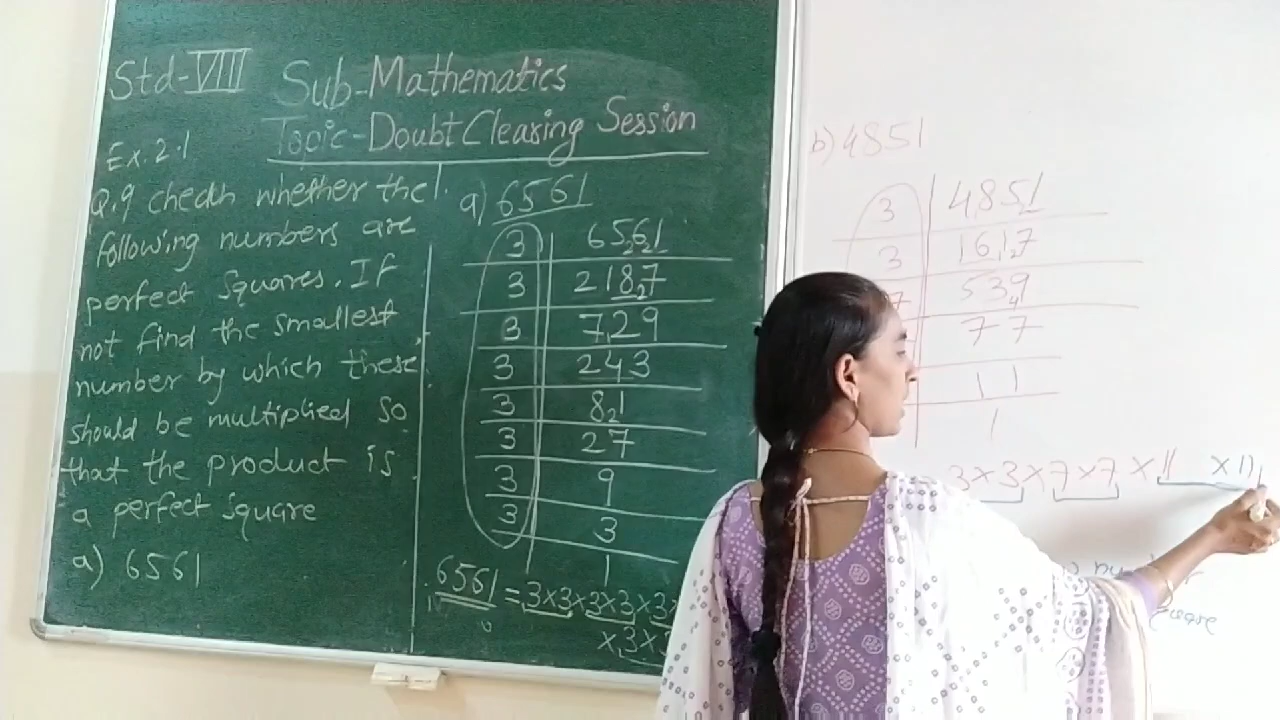 Std-VIII Sub-Mathematics
Topic-Doubt Clearing Session
Ex.2.1
Q.9 check whether the
following numbers are
perfect squares. If
not find the smallest
number by which these
should be multiplied so
that the product is
a perfect square
a) 6561
a) 6561
3 6561
3 2187
3 729
3 243
3 81
3 27
3 9
3 3
1
6561 = 3×3×3×3×3
×3×3
b) 4851
3 4851
3 1617
7 539
77
11
1
3×3×7×7×11 ×11
number